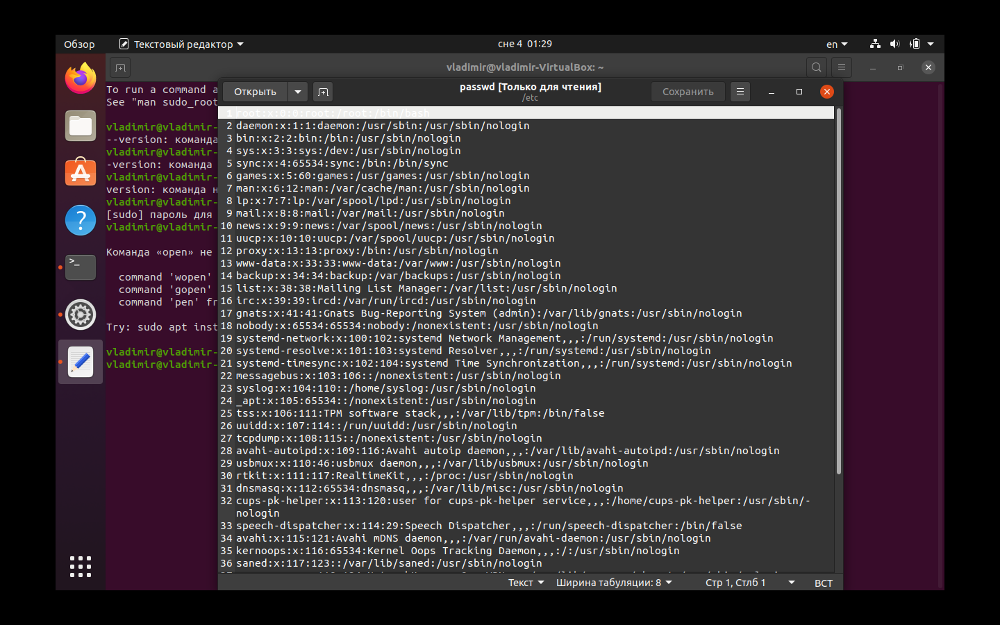 Обзор
Текстовый редактор
сне 4 01:29
en
vladimir@vladimir-VirtualBox: ~
To run a command a
See "man sudo_root
vladimir@vladimir-
--version: команда
vladimir@vladimir-
-version: команда
vladimir@vladimir-
version: команда н
vladimir@vladimir-
[sudo] пароль для
vladimir@vladimir-
Команда «open» не
command 'wopen'
command 'gopen'
command 'pen' fr
Try: sudo apt inst
vladimir@vladimir-
vladimir@vladimir-
Открыть
passwd [Только для чтения]
/etc
Сохранить
1 root:x:0:0:root:/root:/bin/bash
2 daemon:x:1:1:daemon:/usr/sbin:/usr/sbin/nologin
3 bin:x:2:2:bin:/bin:/usr/sbin/nologin
4 sys:x:3:3:sys:/dev:/usr/sbin/nologin
5 sync:x:4:65534:sync:/bin:/bin/sync
6 games:x:5:60:games:/usr/games:/usr/sbin/nologin
7 man:x:6:12:man:/var/cache/man:/usr/sbin/nologin
8 lp:x:7:7:lp:/var/spool/lpd:/usr/sbin/nologin
9 mail:x:8:8:mail:/var/mail:/usr/sbin/nologin
10 news:x:9:9:news:/var/spool/news:/usr/sbin/nologin
11 uucp:x:10:10:uucp:/var/spool/uucp:/usr/sbin/nologin
12 proxy:x:13:13:proxy:/bin:/usr/sbin/nologin
13 www-data:x:33:33:www-data:/var/www:/usr/sbin/nologin
14 backup:x:34:34:backup:/var/backups:/usr/sbin/nologin
15 list:x:38:38:Mailing List Manager:/var/list:/usr/sbin/nologin
16 irc:x:39:39:ircd:/var/run/ircd:/usr/sbin/nologin
17 gnats:x:41:41:Gnats Bug-Reporting System (admin):/var/lib/gnats:/usr/sbin/nologin
18 nobody:x:65534:65534:nobody:/nonexistent:/usr/sbin/nologin
19 systemd-network:x:100:102:systemd Network Management,,,:/run/systemd:/usr/sbin/nologin
20 systemd-resolve:x:101:103:systemd Resolver,,,:/run/systemd:/usr/sbin/nologin
21 systemd-timesync:x:102:104:systemd Time Synchronization,,,:/run/systemd:/usr/sbin/nologin
22 messagebus:x:103:106::/nonexistent:/usr/sbin/nologin
23 syslog:x:104:110::/home/syslog:/usr/sbin/nologin
24 _apt:x:105:65534::/nonexistent:/usr/sbin/nologin
25 tss:x:106:111:TPM software stack,,,:/var/lib/tpm:/bin/false
26 uuidd:x:107:114::/run/uuidd:/usr/sbin/nologin
27 tcpdump:x:108:115::/nonexistent:/usr/sbin/nologin
28 avahi-autoipd:x:109:116:Avahi autoip daemon,,,:/var/lib/avahi-autoipd:/usr/sbin/nologin
29 usbmux:x:110:46:usbmux daemon,,,:/var/lib/usbmux:/usr/sbin/nologin
30 rtkit:x:111:117:RealtimeKit,,,:/proc:/usr/sbin/nologin
31 dnsmasq:x:112:65534:dnsmasq,,,:/var/lib/misc:/usr/sbin/nologin
32 cups-pk-helper:x:113:120:user for cups-pk-helper service,,,:/home/cups-pk-helper:/usr/sbin/-
nologin
33 speech-dispatcher:x:114:29:Speech Dispatcher,,,:/run/speech-dispatcher:/bin/false
34 avahi:x:115:121:Avahi mDNS daemon,,,:/var/run/avahi-daemon:/usr/sbin/nologin
35 kernoops:x:116:65534:Kernel Oops Tracking Daemon,,,:/:/usr/sbin/nologin
36 saned:x:117:123::/var/lib/saned:/usr/sbin/nologin
Текст
Ширина табуляции: 8
Стр 1, Стлб 1
ВСТ